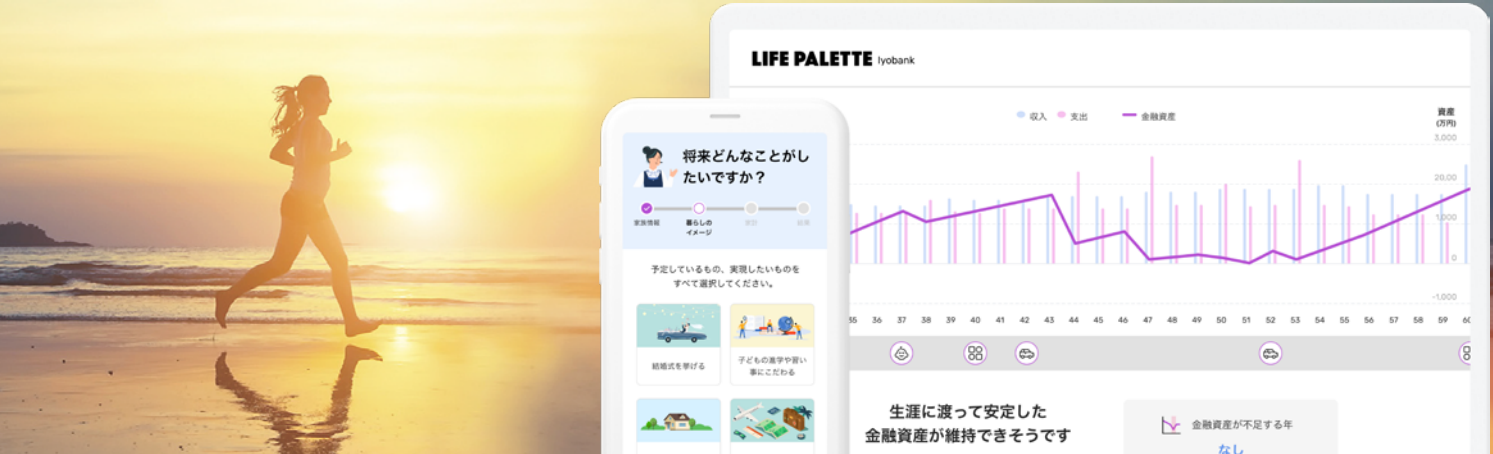 LIFE PALETTE Iyobank
収入 支出 金融資産
資産
(万円)
3,000
20,00
1,000
0
-1,000
35 36 37 38 39 40 41 42 43 44 45 46 47 48 49 50 51 52 53 54 55 56 57 58 59 60
生涯に渡って安定した
金融資産が維持できそうです
金融資産が不足する年
なし
将来どんなことがし
たいですか？
家族情報 暮らしの
イメージ
予定しているもの、実現したいものを
すべて選択してください。
結婚式を挙げる
子どもの進学や習い
事にこだわる